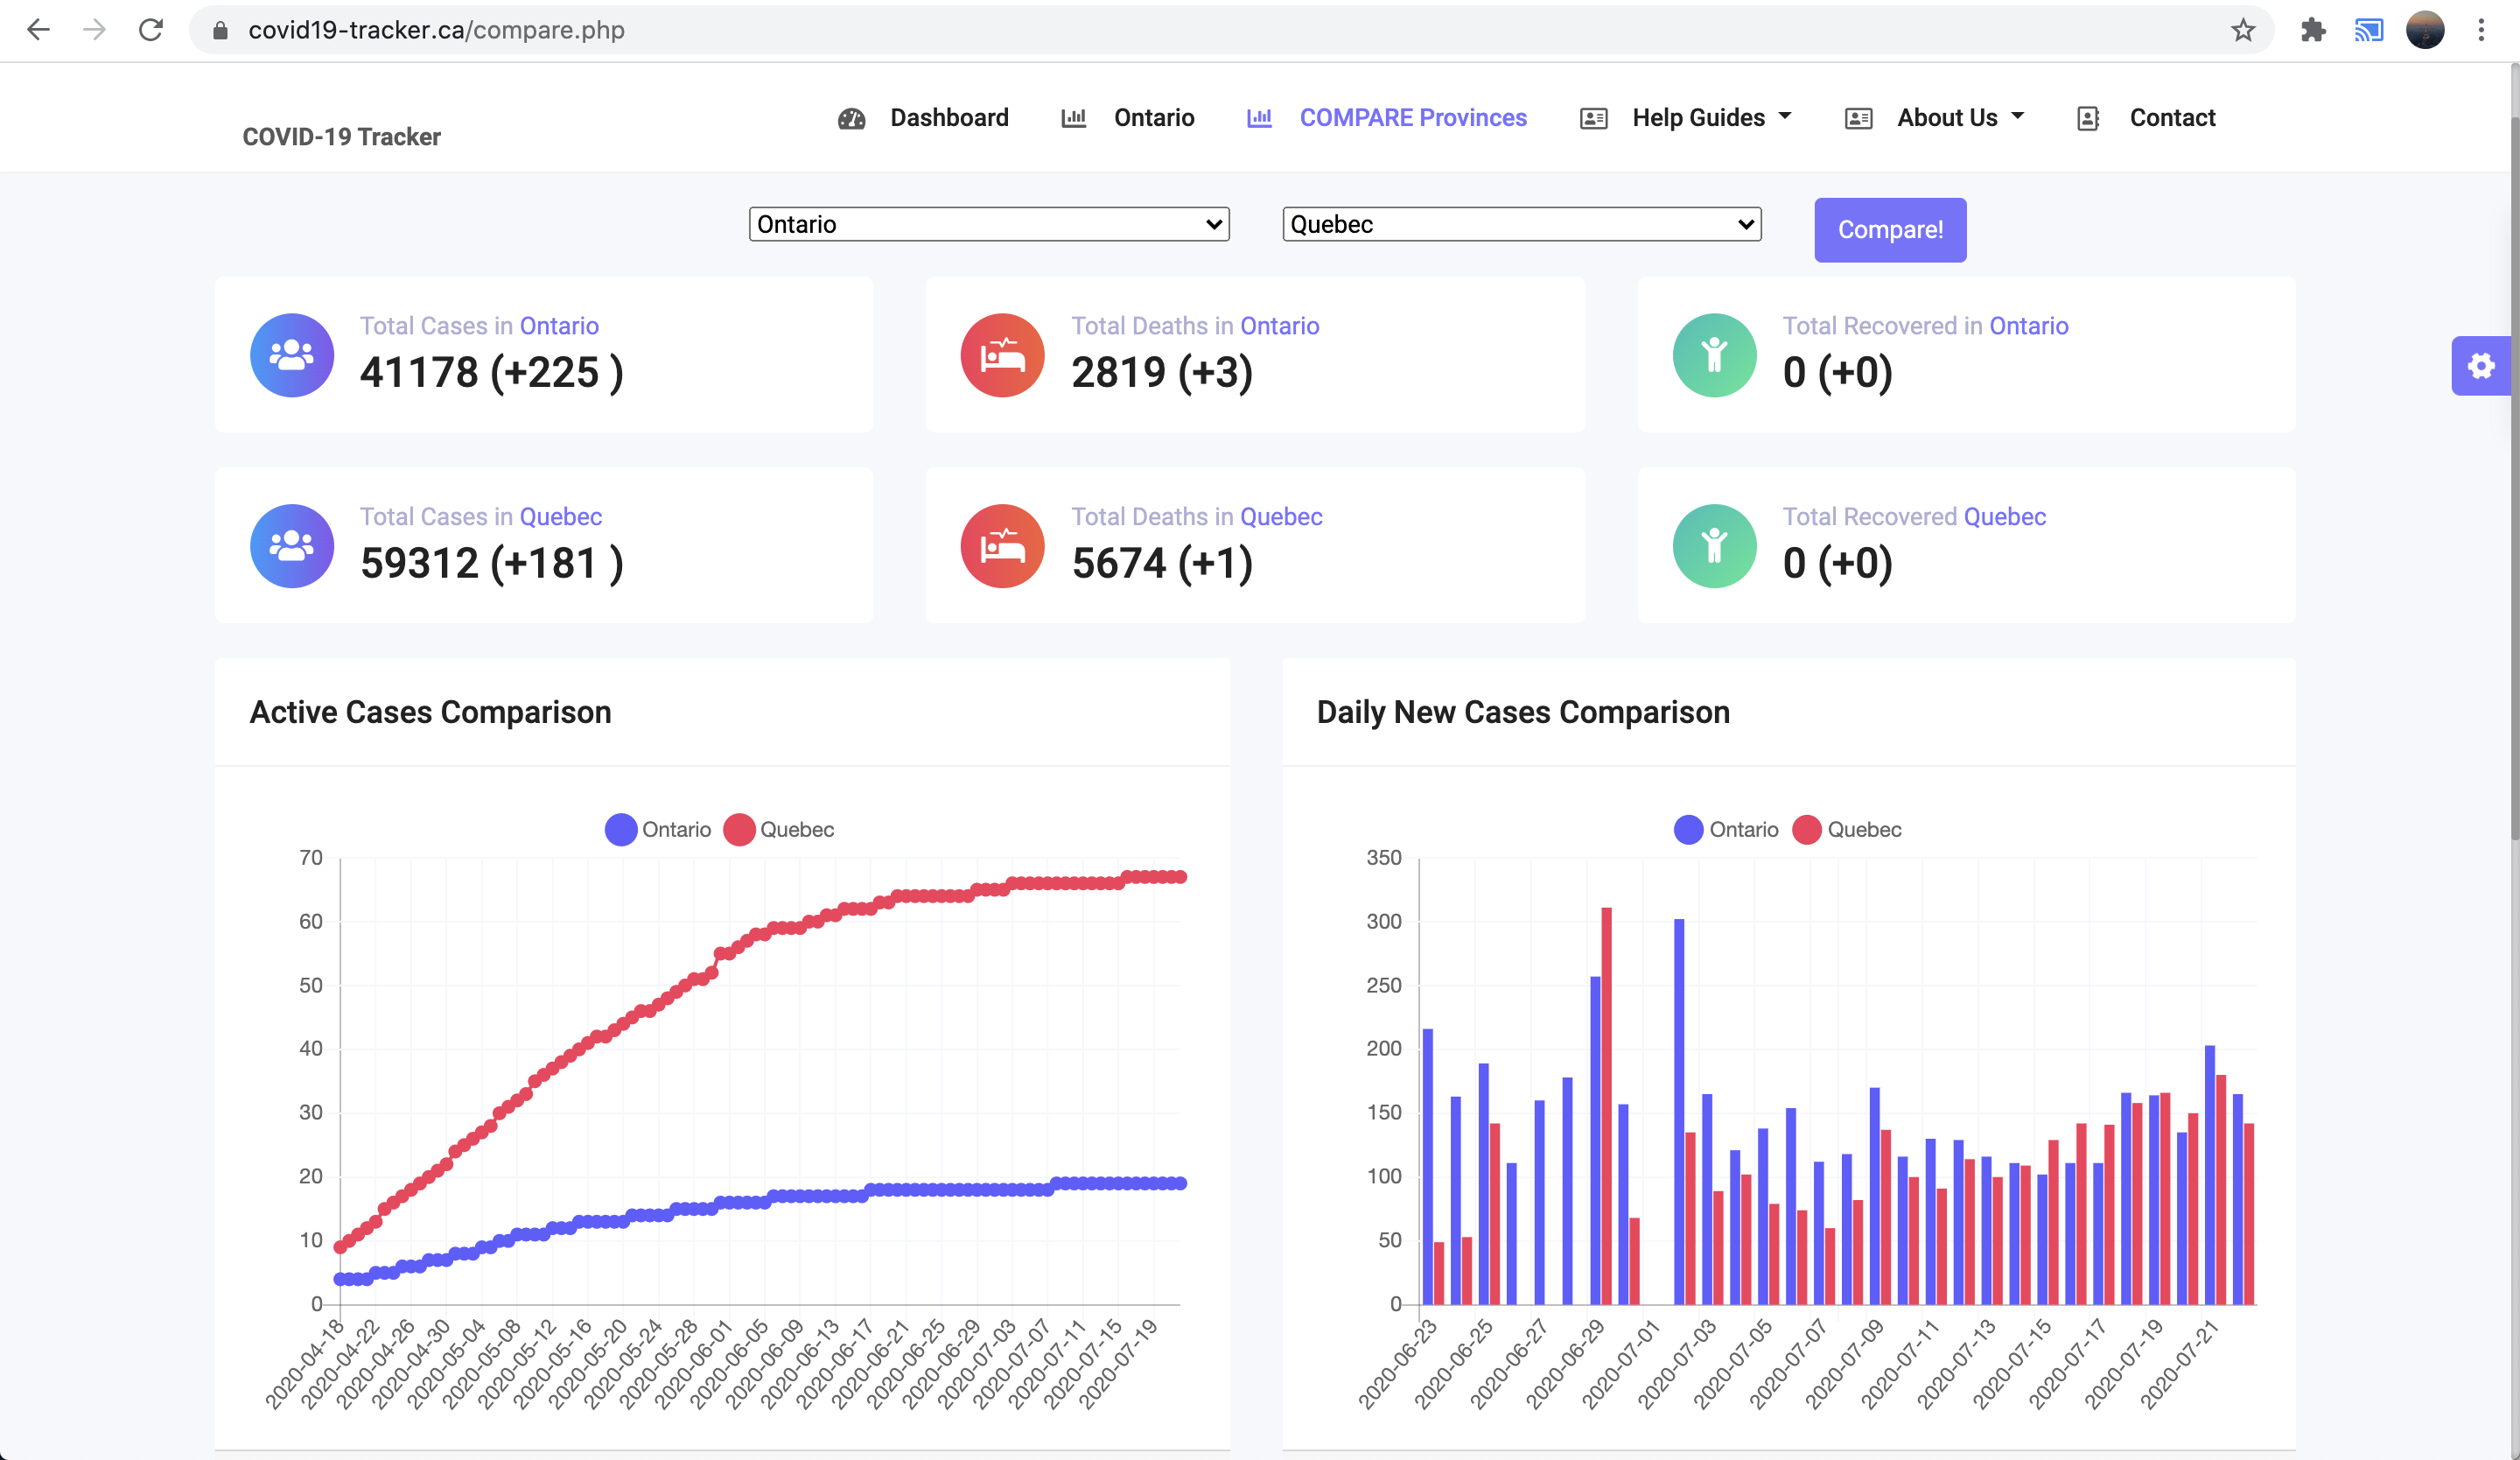 covid19-tracker.ca/compare.php
COVID-19 Tracker
Dashboard
Ontario
COMPARE Provinces
Help Guides
About Us
Contact
Ontario
Quebec
Compare!
Total Cases in Ontario
41178 (+225 )
Total Deaths in Ontario
2819 (+3)
Total Recovered in Ontario
0 (+0)
Total Cases in Quebec
59312 (+181 )
Total Deaths in Quebec
5674 (+1)
Total Recovered Quebec
0 (+0)
Active Cases Comparison
Ontario
Quebec
70
60
50
40
30
20
10
0
2020-04-18
2020-04-22
2020-04-26
2020-04-30
2020-05-04
2020-05-08
2020-05-12
2020-05-16
2020-05-20
2020-05-24
2020-05-28
2020-06-01
2020-06-05
2020-06-09
2020-06-13
2020-06-17
2020-06-21
2020-06-25
2020-06-29
2020-07-03
2020-07-07
2020-07-11
2020-07-15
2020-07-19
Daily New Cases Comparison
Ontario
Quebec
350
300
250
200
150
100
50
0
2020-06-23
2020-06-25
2020-06-27
2020-06-29
2020-07-01
2020-07-03
2020-07-05
2020-07-07
2020-07-09
2020-07-11
2020-07-13
2020-07-15
2020-07-17
2020-07-19
2020-07-21